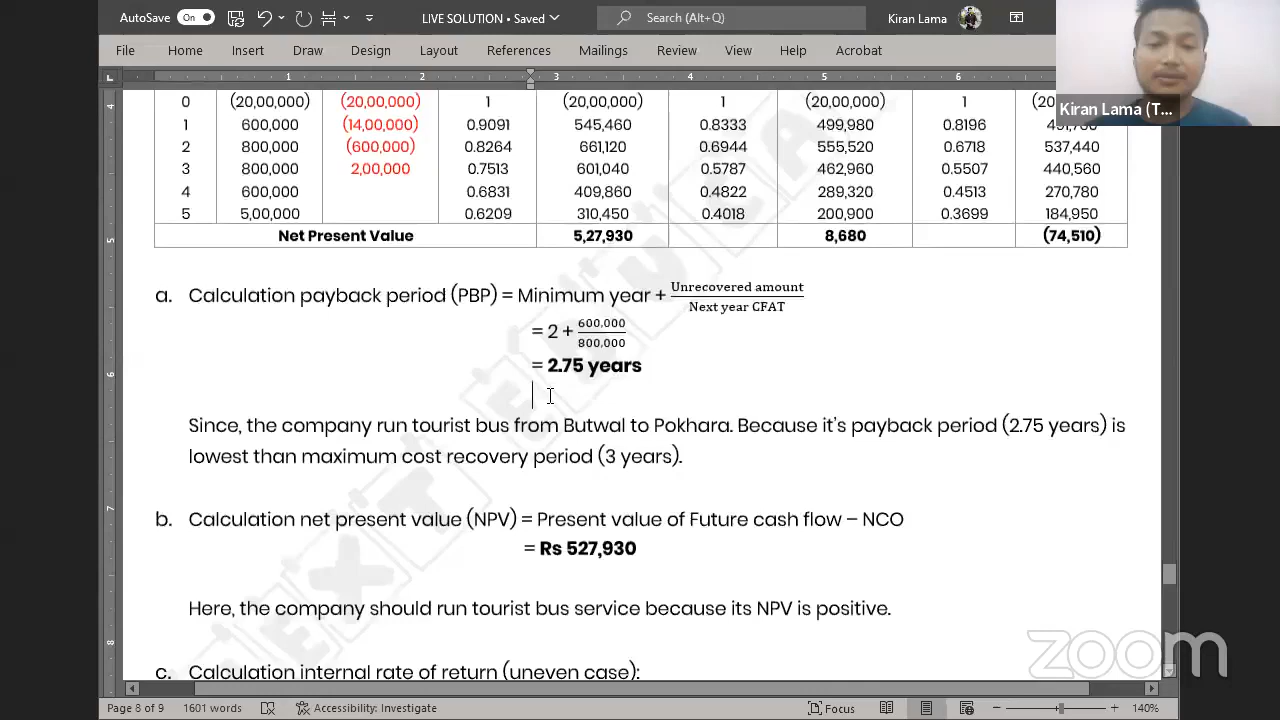 AutoSave On LIVE SOLUTION • Saved Search (Alt+Q) Kiran Lama
File Home Insert Draw Design Layout References Mailings Review View Help Acrobat
Kiran Lama (T...
1 2 3 4 5 6
0 (20,00,000) (20,00,000) 1 (20,00,000) 1 (20,00,000) 1
1 600,000 (14,00,000) 0.9091 545,460 0.8333 499,980 0.8196
2 800,000 (600,000) 0.8264 661,120 0.6944 555,520 0.6718 537,440
3 800,000 2,00,000 0.7513 601,040 0.5787 462,960 0.5507 440,560
4 600,000 0.6831 409,860 0.4822 289,320 0.4513 270,780
5 5,00,000 0.6209 310,450 0.4018 200,900 0.3699 184,950
Net Present Value 5,27,930 8,680 (74,510)
a. Calculation payback period (PBP) = Minimum year + Unrecovered amount / Next year CFAT
= 2 + 600,000 / 800,000
= 2.75 years
Since, the company run tourist bus from Butwal to Pokhara. Because it's payback period (2.75 years) is
lowest than maximum cost recovery period (3 years).
b. Calculation net present value (NPV) = Present value of Future cash flow – NCO
= Rs 527,930
Here, the company should run tourist bus service because its NPV is positive.
c. Calculation internal rate of return (uneven case):
zoom
Page 8 of 9 1601 words Accessibility: Investigate Focus 140%